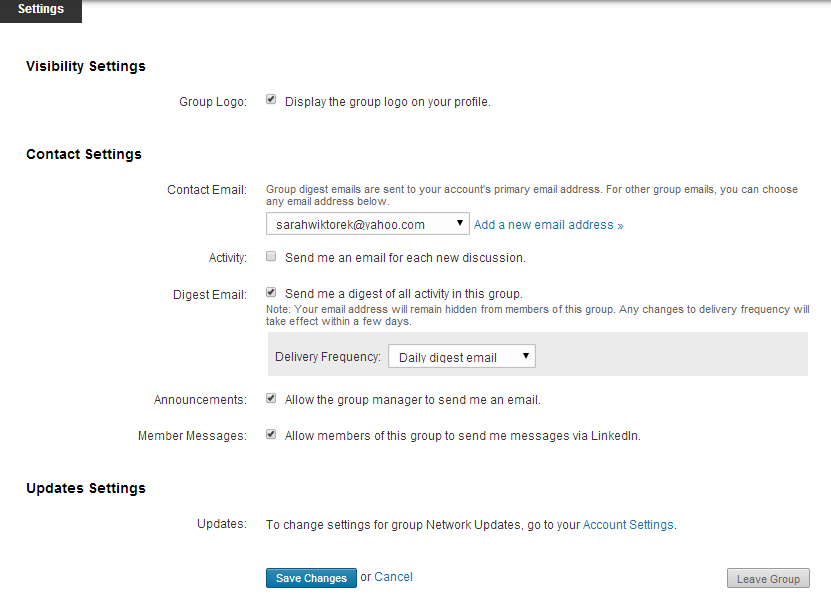 Settings
Visibility Settings
Group Logo: Display the group logo on your profile.
Contact Settings
Contact Email: Group digest emails are sent to your account's primary email address. For other group emails, you can choose
any email address below.
sarahwiktorek@yahoo.com Add a new email address »
Activity: Send me an email for each new discussion.
Digest Email: Send me a digest of all activity in this group.
Note: Your email address will remain hidden from members of this group. Any changes to delivery frequency will
take effect within a few days.
Delivery Frequency: Daily digest email
Announcements: Allow the group manager to send me an email.
Member Messages: Allow members of this group to send me messages via LinkedIn.
Updates Settings
Updates: To change settings for group Network Updates, go to your Account Settings.
Save Changes or Cancel Leave Group